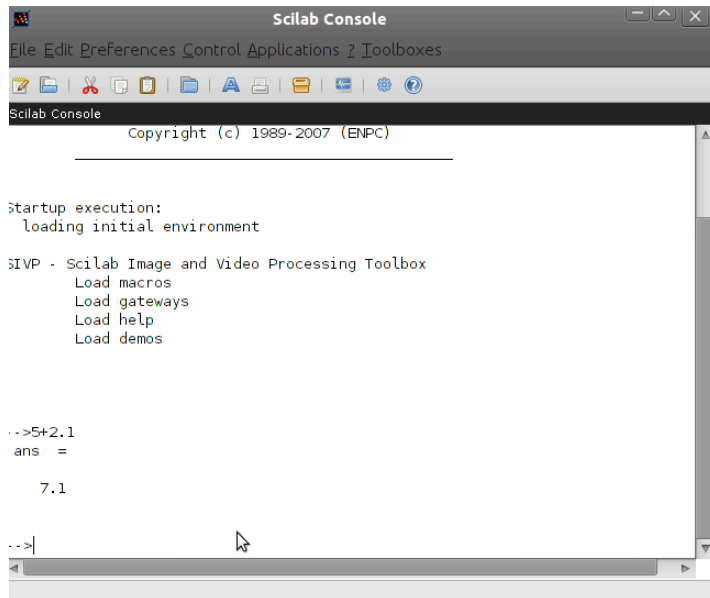 Scilab Console
File Edit Preferences Control Applications ? Toolboxes
Scilab Console
Copyright (c) 1989-2007 (ENPC)
Startup execution:
loading initial environment
SIVP - Scilab Image and Video Processing Toolbox
Load macros
Load gateways
Load help
Load demos
-->5+2.1
ans =
7.1
-->